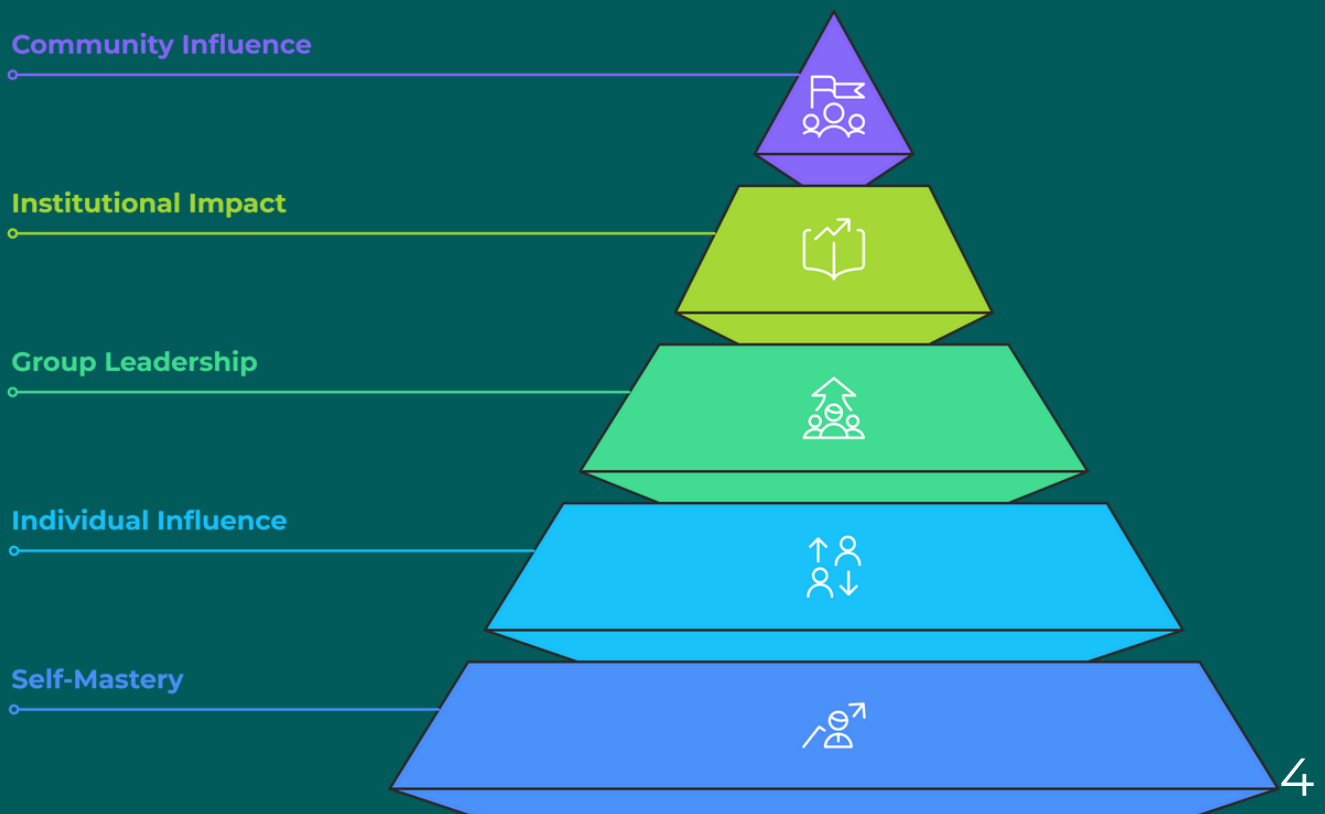 Community Influence
Institutional Impact
Group Leadership
Individual Influence
Self-Mastery
4